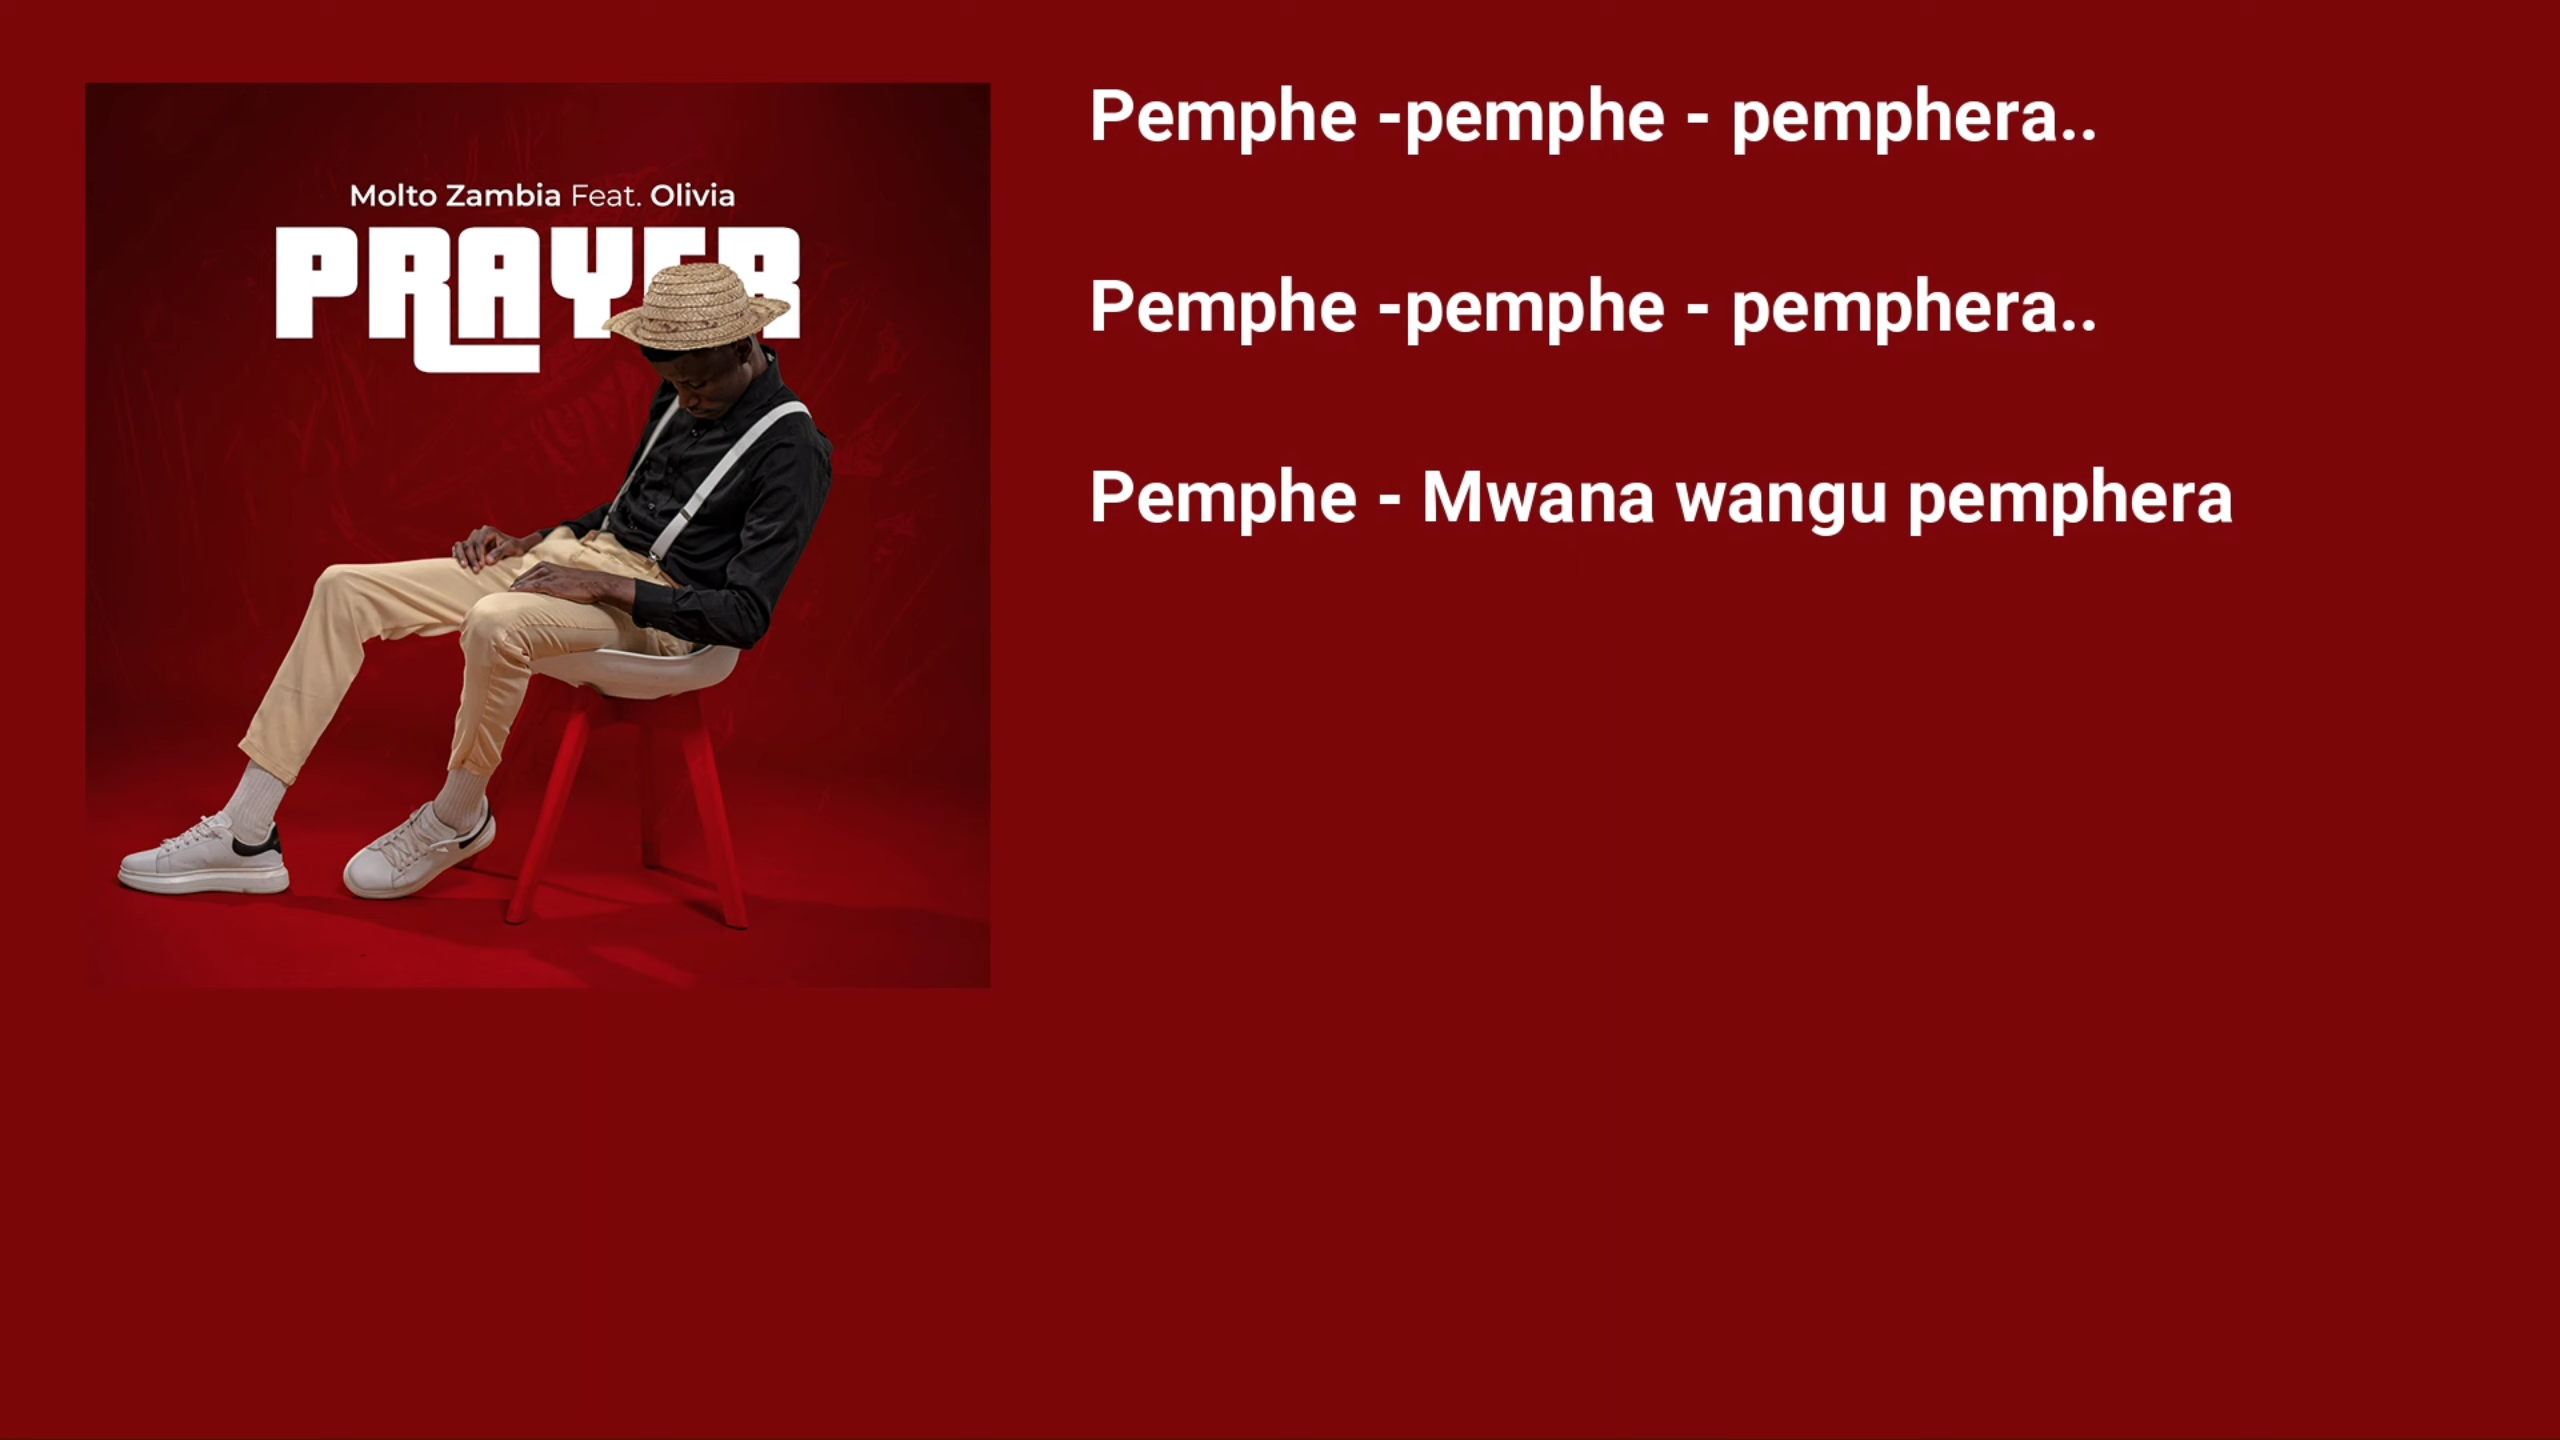 Molto Zambia Feat. Olivia
PRAYER
Pemphe -pemphe - pemphera..
Pemphe -pemphe - pemphera..
Pemphe - Mwana wangu pemphera